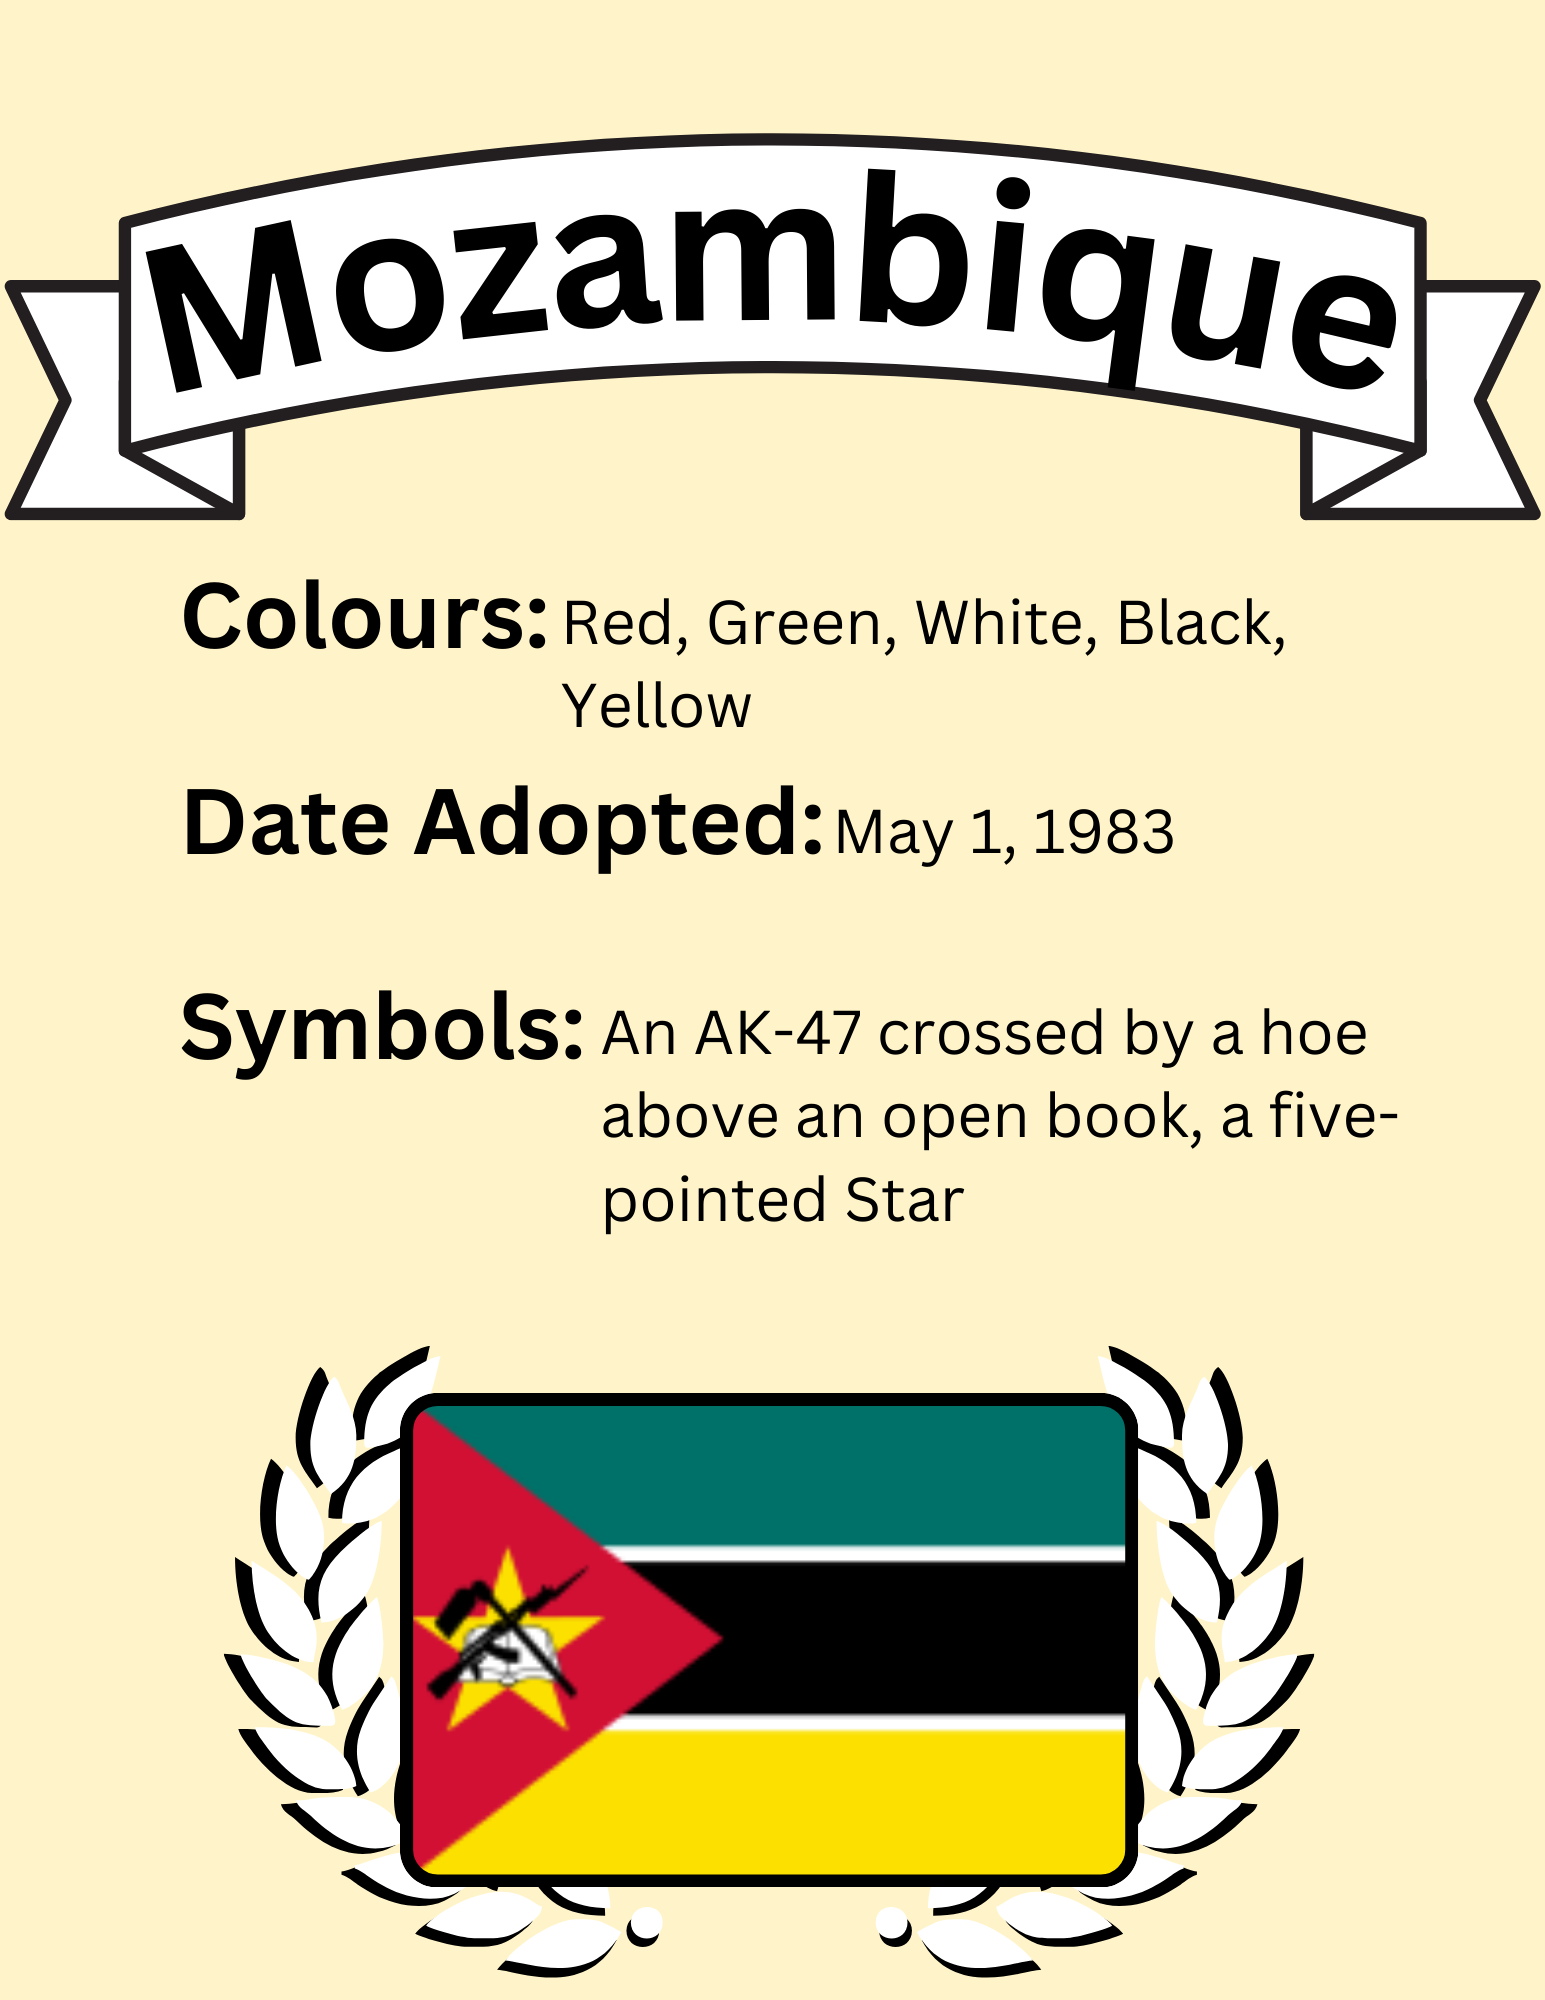 Mozambique
Colours: Red, Green, White, Black,
Yellow
Date Adopted: May 1, 1983
Symbols: An AK-47 crossed by a hoe
above an open book, a five-
pointed Star